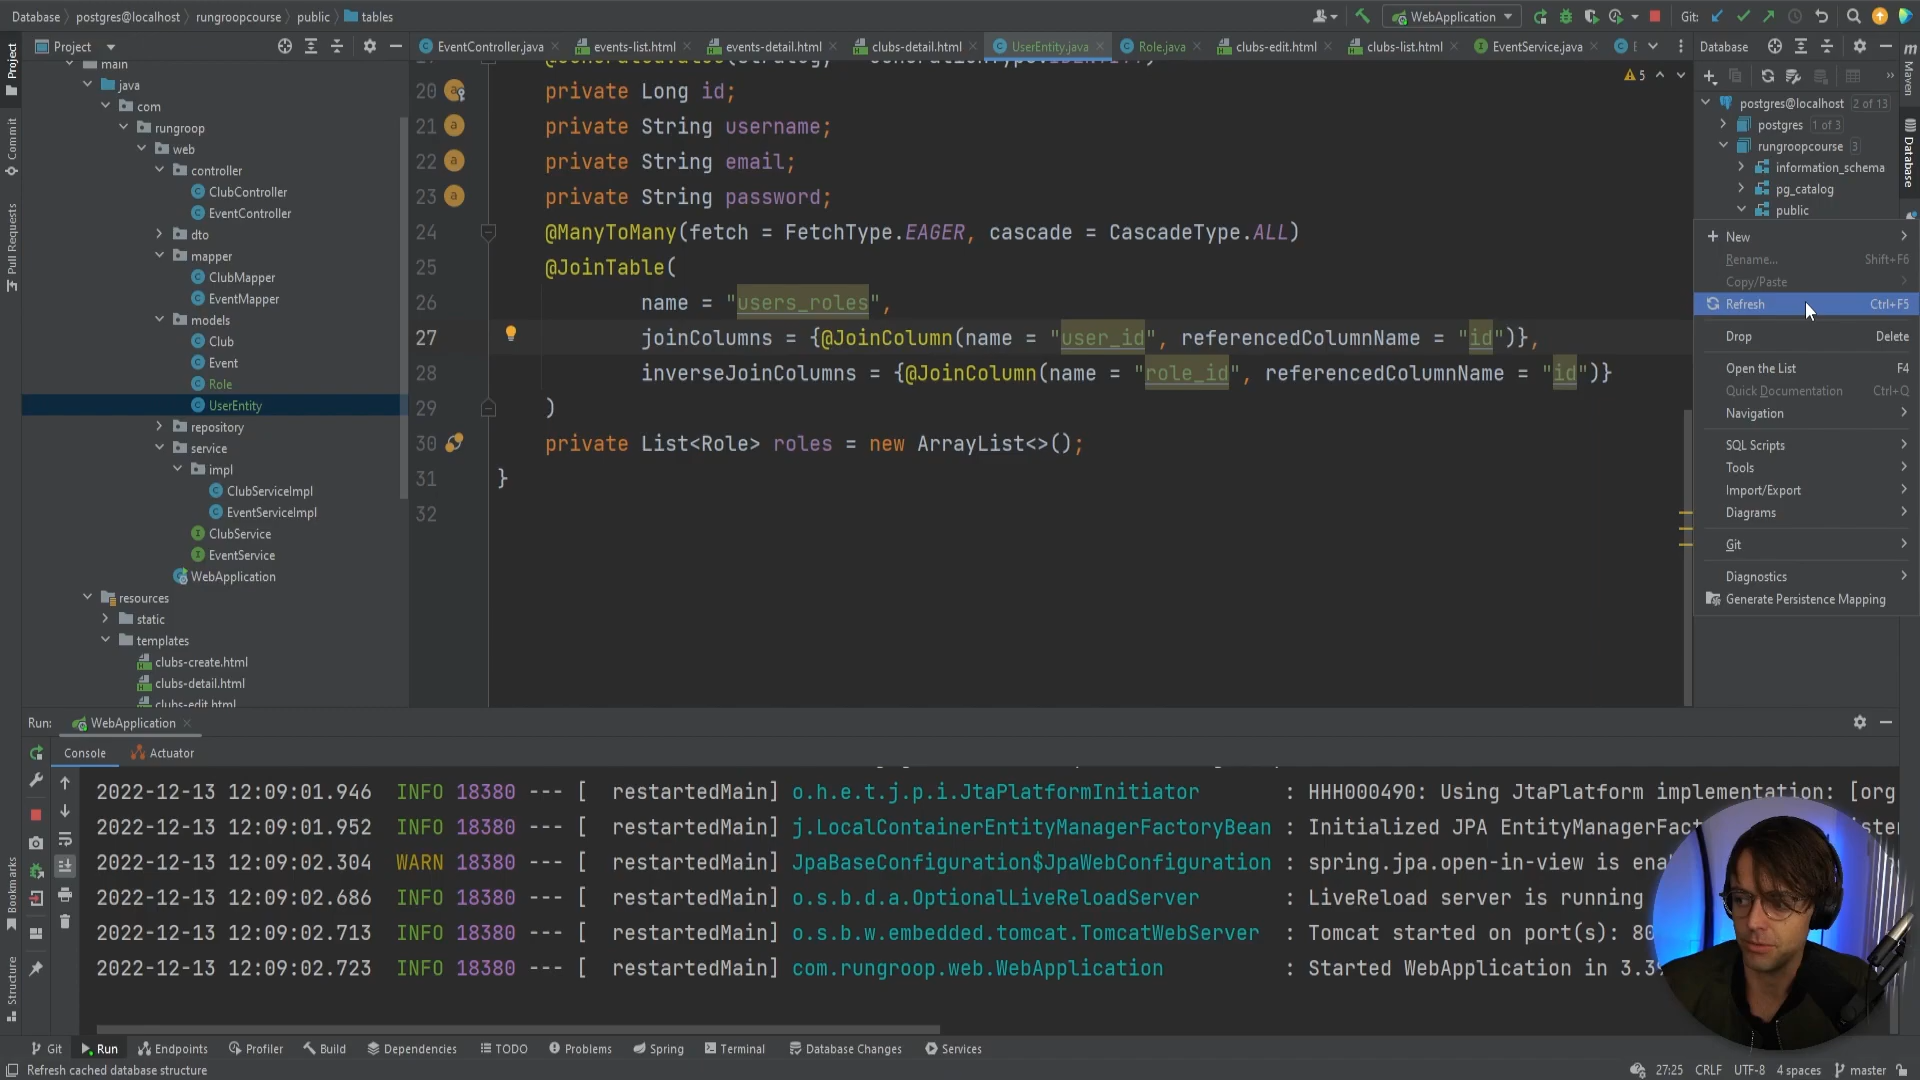 Database postgres@localhost rungroopcourse public tables
WebApplication
Git:
Project
EventController.java events-list.html events-detail.html clubs-detail.html UserEntity.java Role.java clubs-edit.html clubs-list.html EventService.java
Database
main
java
com
rungroop
web
controller
ClubController
EventController
dto
mapper
ClubMapper
EventMapper
models
Club
Event
Role
UserEntity
repository
service
impl
ClubServiceImpl
EventServiceImpl
ClubService
EventService
WebApplication
resources
static
templates
clubs-create.html
clubs-detail.html
clubs-edit.html
5
20 private Long id;
21 private String username;
22 private String email;
23 private String password;
24 @ManyToMany(fetch = FetchType.EAGER, cascade = CascadeType.ALL)
25 @JoinTable(
26 name = "users_roles",
27 joinColumns = {@JoinColumn(name = "user_id", referencedColumnName = "id")},
28 inverseJoinColumns = {@JoinColumn(name = "role_id", referencedColumnName = "id")}
29 )
30 private List<Role> roles = new ArrayList<>();
31 }
32
postgres@localhost 2 of 13
postgres 1 of 3
rungroopcourse 3
information_schema
pg_catalog
public
New
Rename... Shift+F6
Copy/Paste
Refresh Ctrl+F5
Drop Delete
Open the List F4
Quick Documentation Ctrl+Q
Navigation
SQL Scripts
Tools
Import/Export
Diagrams
Git
Diagnostics
Generate Persistence Mapping
Project
Commit
Pull Requests
Bookmarks
Structure
Maven
Database
Run: WebApplication
Console Actuator
2022-12-13 12:09:01.946 INFO 18380 --- [ restartedMain] o.h.e.t.j.p.i.JtaPlatformInitiator : HHH000490: Using JtaPlatform implementation: [org
2022-12-13 12:09:01.952 INFO 18380 --- [ restartedMain] j.LocalContainerEntityManagerFactoryBean : Initialized JPA EntityManagerFac
2022-12-13 12:09:02.304 WARN 18380 --- [ restartedMain] JpaBaseConfiguration$JpaWebConfiguration : spring.jpa.open-in-view is ena
2022-12-13 12:09:02.686 INFO 18380 --- [ restartedMain] o.s.b.d.a.OptionalLiveReloadServer : LiveReload server is running
2022-12-13 12:09:02.713 INFO 18380 --- [ restartedMain] o.s.b.w.embedded.tomcat.TomcatWebServer : Tomcat started on port(s): 80
2022-12-13 12:09:02.723 INFO 18380 --- [ restartedMain] com.rungroop.web.WebApplication : Started WebApplication in 3.3
Git Run Endpoints Profiler Build Dependencies TODO Problems Spring Terminal Database Changes Services
Refresh cached database structure
27:25 CRLF UTF-8 4 spaces master